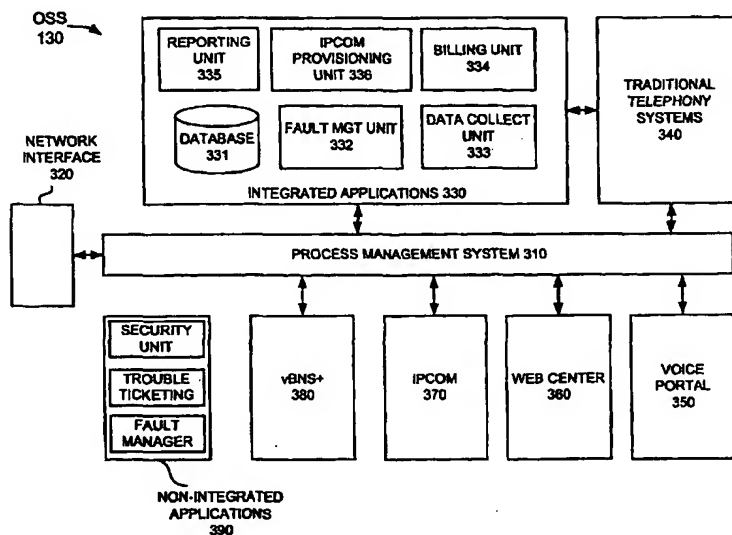 OSS
130
REPORTING
UNIT
335
IPCOM
PROVISIONING
UNIT 336
BILLING UNIT
334
DATABASE
331
FAULT MGT UNIT
332
DATA COLLECT
UNIT
333
INTEGRATED APPLICATIONS 330
TRADITIONAL
TELEPHONY
SYSTEMS
340
NETWORK
INTERFACE
320
PROCESS MANAGEMENT SYSTEM 310
SECURITY
UNIT
TROUBLE
TICKETING
FAULT
MANAGER
NON-INTEGRATED
APPLICATIONS
390
vBNS+
380
IPCOM
370
WEB CENTER
360
VOICE
PORTAL
350